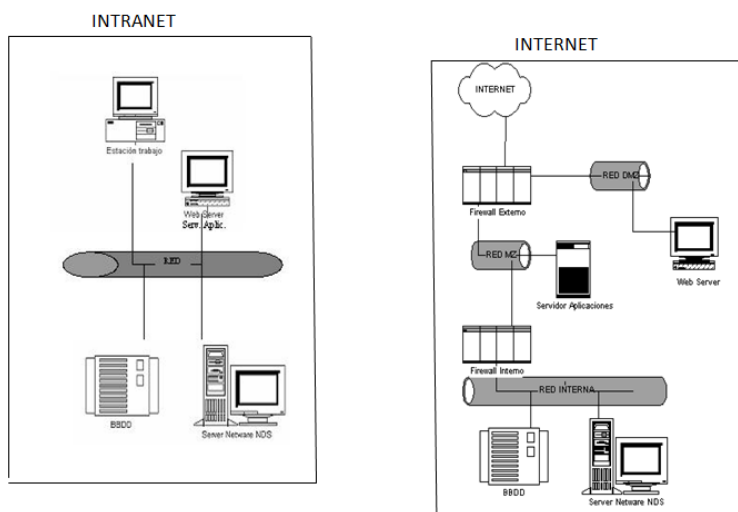 INTRANET
Estación trabajo
Web Server
Serv. Aplic.
RED
BBDD
Server Netware NDS
INTERNET
INTERNET
RED DMZ
Firewall Externo
Web Server
RED MZ
Servidor Aplicaciones
Firewall Interno
RED INTERNA
BBDD
Server Netware NDS